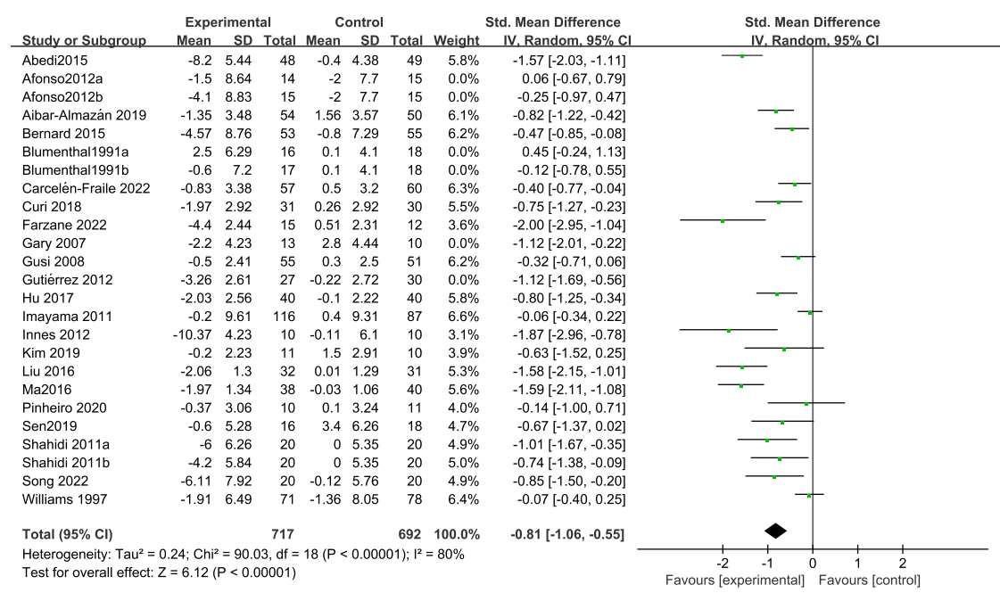 Experimental Control Std. Mean Difference Std. Mean Difference
Study or Subgroup Mean SD Total Mean SD Total Weight IV, Random, 95% CI IV, Random, 95% CI
Abedi2015 -8.2 5.44 48 -0.4 4.38 49 5.8% -1.57 [-2.03, -1.11]
Afonso2012a -1.5 8.64 14 -2 7.7 15 0.0% 0.06 [-0.67, 0.79]
Afonso2012b -4.1 8.83 15 -2 7.7 15 0.0% -0.25 [-0.97, 0.47]
Aibar-Almazán 2019 -1.35 3.48 54 1.56 3.57 50 6.1% -0.82 [-1.22, -0.42]
Bernard 2015 -4.57 8.76 53 -0.8 7.29 55 6.2% -0.47 [-0.85, -0.08]
Blumenthal1991a 2.5 6.29 16 0.1 4.1 18 0.0% 0.45 [-0.24, 1.13]
Blumenthal1991b -0.6 7.2 17 0.1 4.1 18 0.0% -0.12 [-0.78, 0.55]
Carcelén-Fraile 2022 -0.83 3.38 57 0.5 3.2 60 6.3% -0.40 [-0.77, -0.04]
Curi 2018 -1.97 2.92 31 0.26 2.92 30 5.5% -0.75 [-1.27, -0.23]
Farzane 2022 -4.4 2.44 15 0.51 2.31 12 3.6% -2.00 [-2.95, -1.04]
Gary 2007 -2.2 4.23 13 2.8 4.44 10 0.0% -1.12 [-2.01, -0.22]
Gusi 2008 -0.5 2.41 55 0.3 2.5 51 6.2% -0.32 [-0.71, 0.06]
Gutiérrez 2012 -3.26 2.61 27 -0.22 2.72 30 0.0% -1.12 [-1.69, -0.56]
Hu 2017 -2.03 2.56 40 -0.1 2.22 40 5.8% -0.80 [-1.25, -0.34]
Imayama 2011 -0.2 9.61 116 0.4 9.31 87 6.6% -0.06 [-0.34, 0.22]
Innes 2012 -10.37 4.23 10 -0.11 6.1 10 3.1% -1.87 [-2.96, -0.78]
Kim 2019 -0.2 2.23 11 1.5 2.91 10 3.9% -0.63 [-1.52, 0.25]
Liu 2016 -2.06 1.3 32 0.01 1.29 31 5.3% -1.58 [-2.15, -1.01]
Ma2016 -1.97 1.34 38 -0.03 1.06 40 5.6% -1.59 [-2.11, -1.08]
Pinheiro 2020 -0.37 3.06 10 0.1 3.24 11 4.0% -0.14 [-1.00, 0.71]
Sen2019 -0.6 5.28 16 3.4 6.26 18 4.7% -0.67 [-1.37, 0.02]
Shahidi 2011a -6 6.26 20 0 5.35 20 4.9% -1.01 [-1.67, -0.35]
Shahidi 2011b -4.2 5.84 20 0 5.35 20 5.0% -0.74 [-1.38, -0.09]
Song 2022 -6.11 7.92 20 -0.12 5.76 20 4.9% -0.85 [-1.50, -0.20]
Williams 1997 -1.91 6.49 71 -1.36 8.05 78 6.4% -0.07 [-0.40, 0.25]
Total (95% CI) 717 692 100.0% -0.81 [-1.06, -0.55]
Heterogeneity: Tau² = 0.24; Chi² = 90.03, df = 18 (P < 0.00001); I² = 80%
Test for overall effect: Z = 6.12 (P < 0.00001)
-2 -1 0 1 2
Favours [experimental] Favours [control]